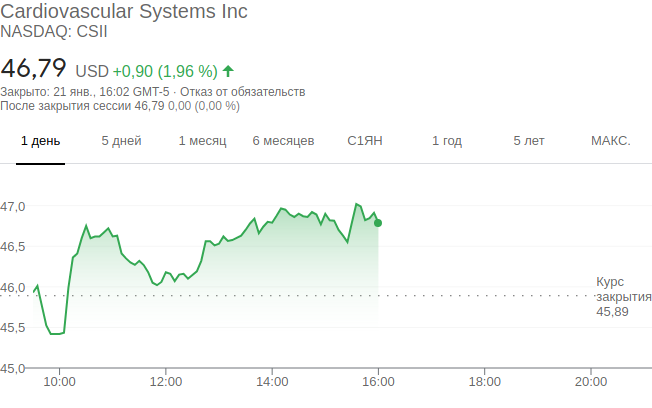 Cardiovascular Systems Inc
NASDAQ: CSII
46,79 USD +0,90 (1,96 %)
Закрыто: 21 янв., 16:02 GMT-5 · Отказ от обязательств
После закрытия сессии 46,79 0,00 (0,00 %)
1 день 5 дней 1 месяц 6 месяцев С1ЯН 1 год 5 лет МАКС.
47,0
46,5
46,0
Курс
закрытия
45,89
45,5
45,0
10:00 12:00 14:00 16:00 18:00 20:00